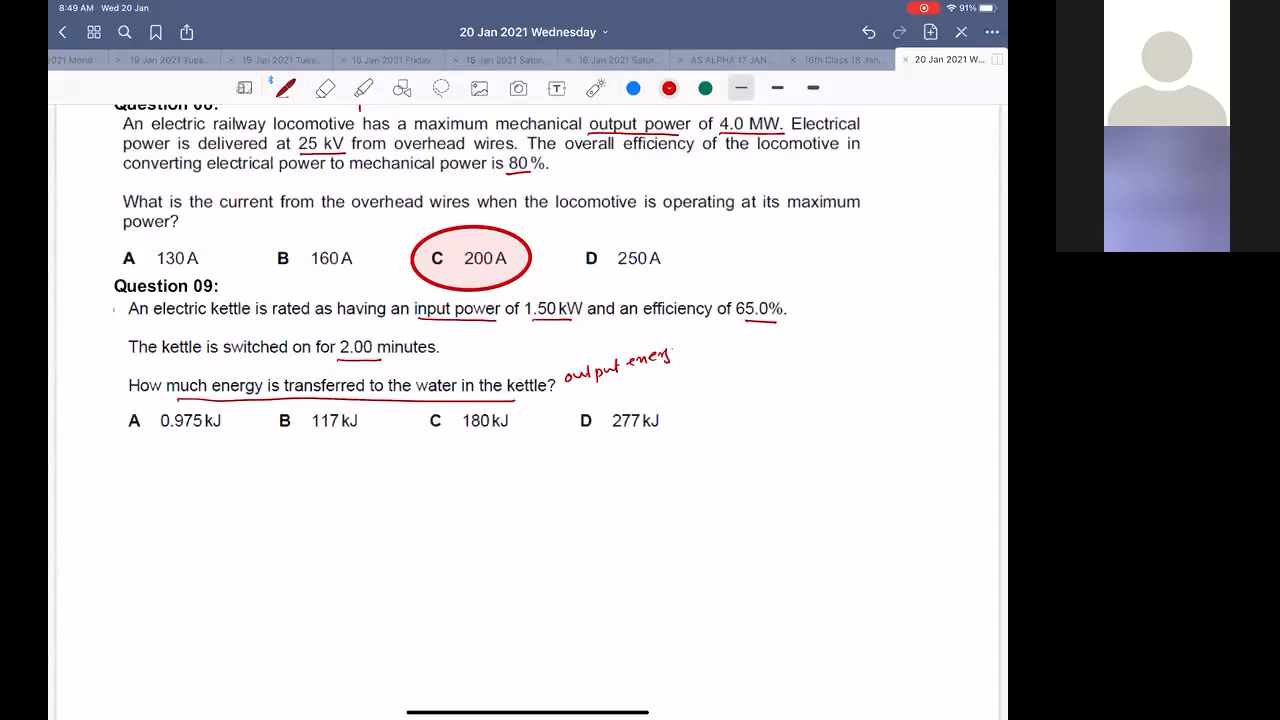 8:49 AM Wed 20 Jan
91%
20 Jan 2021 Wednesday
2021 Mono
19 Jan 2021 Tues...
19 Jan 2021 Tues...
15 Jan 2021 Friday
16 Jan 2021 Satur...
16 Jan 2021 Satur...
AS ALPHA 17 JAN...
16th Class 18 Jan...
20 Jan 2021 W...
An electric railway locomotive has a maximum mechanical output power of 4.0 MW. Electrical
power is delivered at 25 kV from overhead wires. The overall efficiency of the locomotive in
converting electrical power to mechanical power is 80%.
What is the current from the overhead wires when the locomotive is operating at its maximum
power?
A 130 A B 160 A C 200 A D 250 A
Question 09:
An electric kettle is rated as having an input power of 1.50 kW and an efficiency of 65.0%.
The kettle is switched on for 2.00 minutes.
How much energy is transferred to the water in the kettle? output energ
A 0.975 kJ B 117 kJ C 180 kJ D 277 kJ